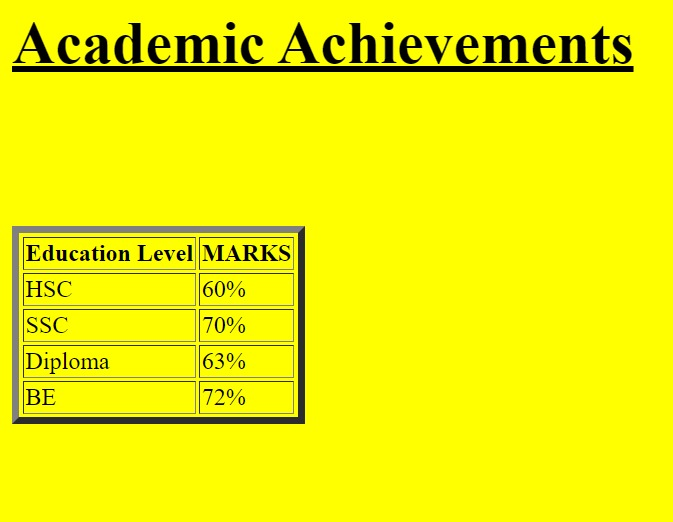 Academic Achievements
Education Level MARKS
HSC 60%
SSC 70%
Diploma 63%
BE 72%